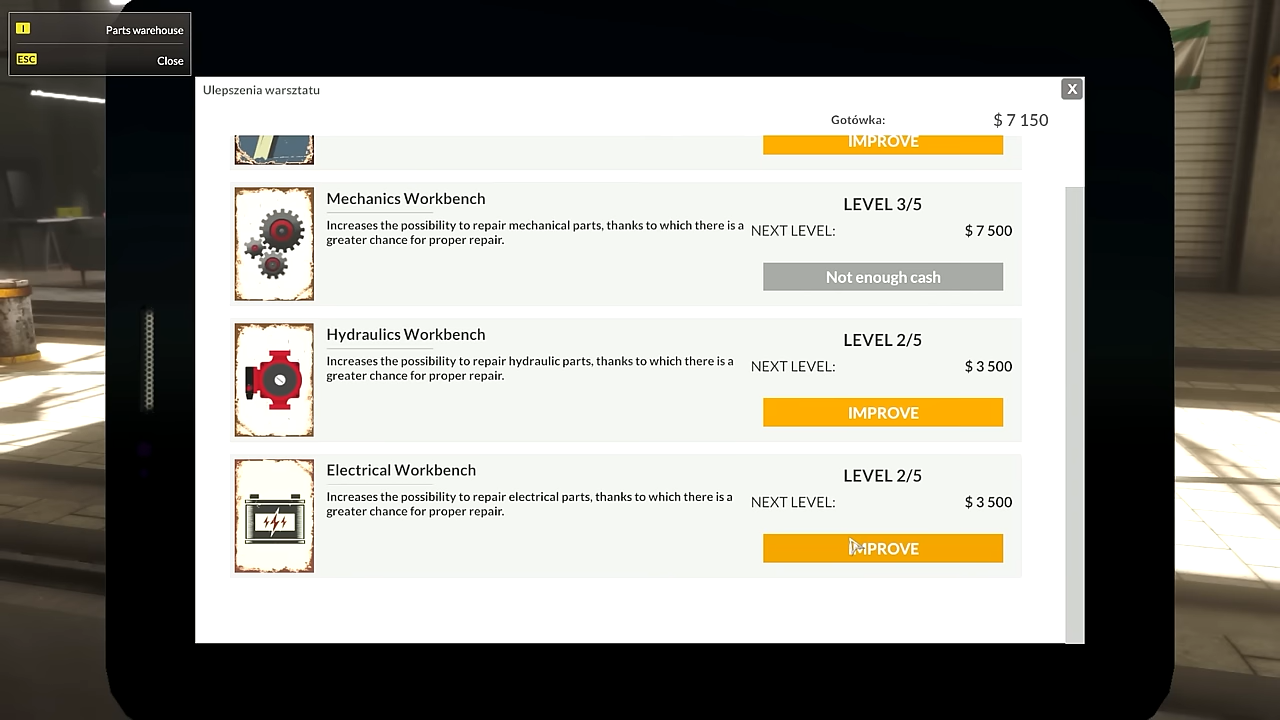 I Parts warehouse
ESC Close
Ulepszenia warsztatu
X
Gotówka: $ 7 150
IMPROVE
Mechanics Workbench
Increases the possibility to repair mechanical parts, thanks to which there is a
greater chance for proper repair.
LEVEL 3/5
NEXT LEVEL: $ 7 500
Not enough cash
Hydraulics Workbench
Increases the possibility to repair hydraulic parts, thanks to which there is a
greater chance for proper repair.
LEVEL 2/5
NEXT LEVEL: $ 3 500
IMPROVE
Electrical Workbench
Increases the possibility to repair electrical parts, thanks to which there is a
greater chance for proper repair.
LEVEL 2/5
NEXT LEVEL: $ 3 500
IMPROVE